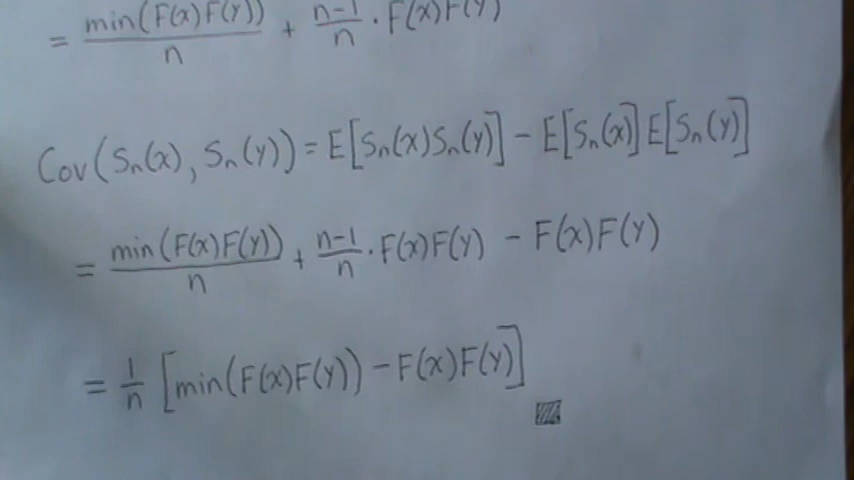 = min(F(x)F(y))/n + n-1/n · F(x)F(y)
Cov(Sₙ(x), Sₙ(y)) = E[Sₙ(x)Sₙ(y)] - E[Sₙ(x)]E[Sₙ(y)]
= min(F(x)F(y))/n + n-1/n · F(x)F(y) - F(x)F(y)
= 1/n [min(F(x)F(y)) - F(x)F(y)]